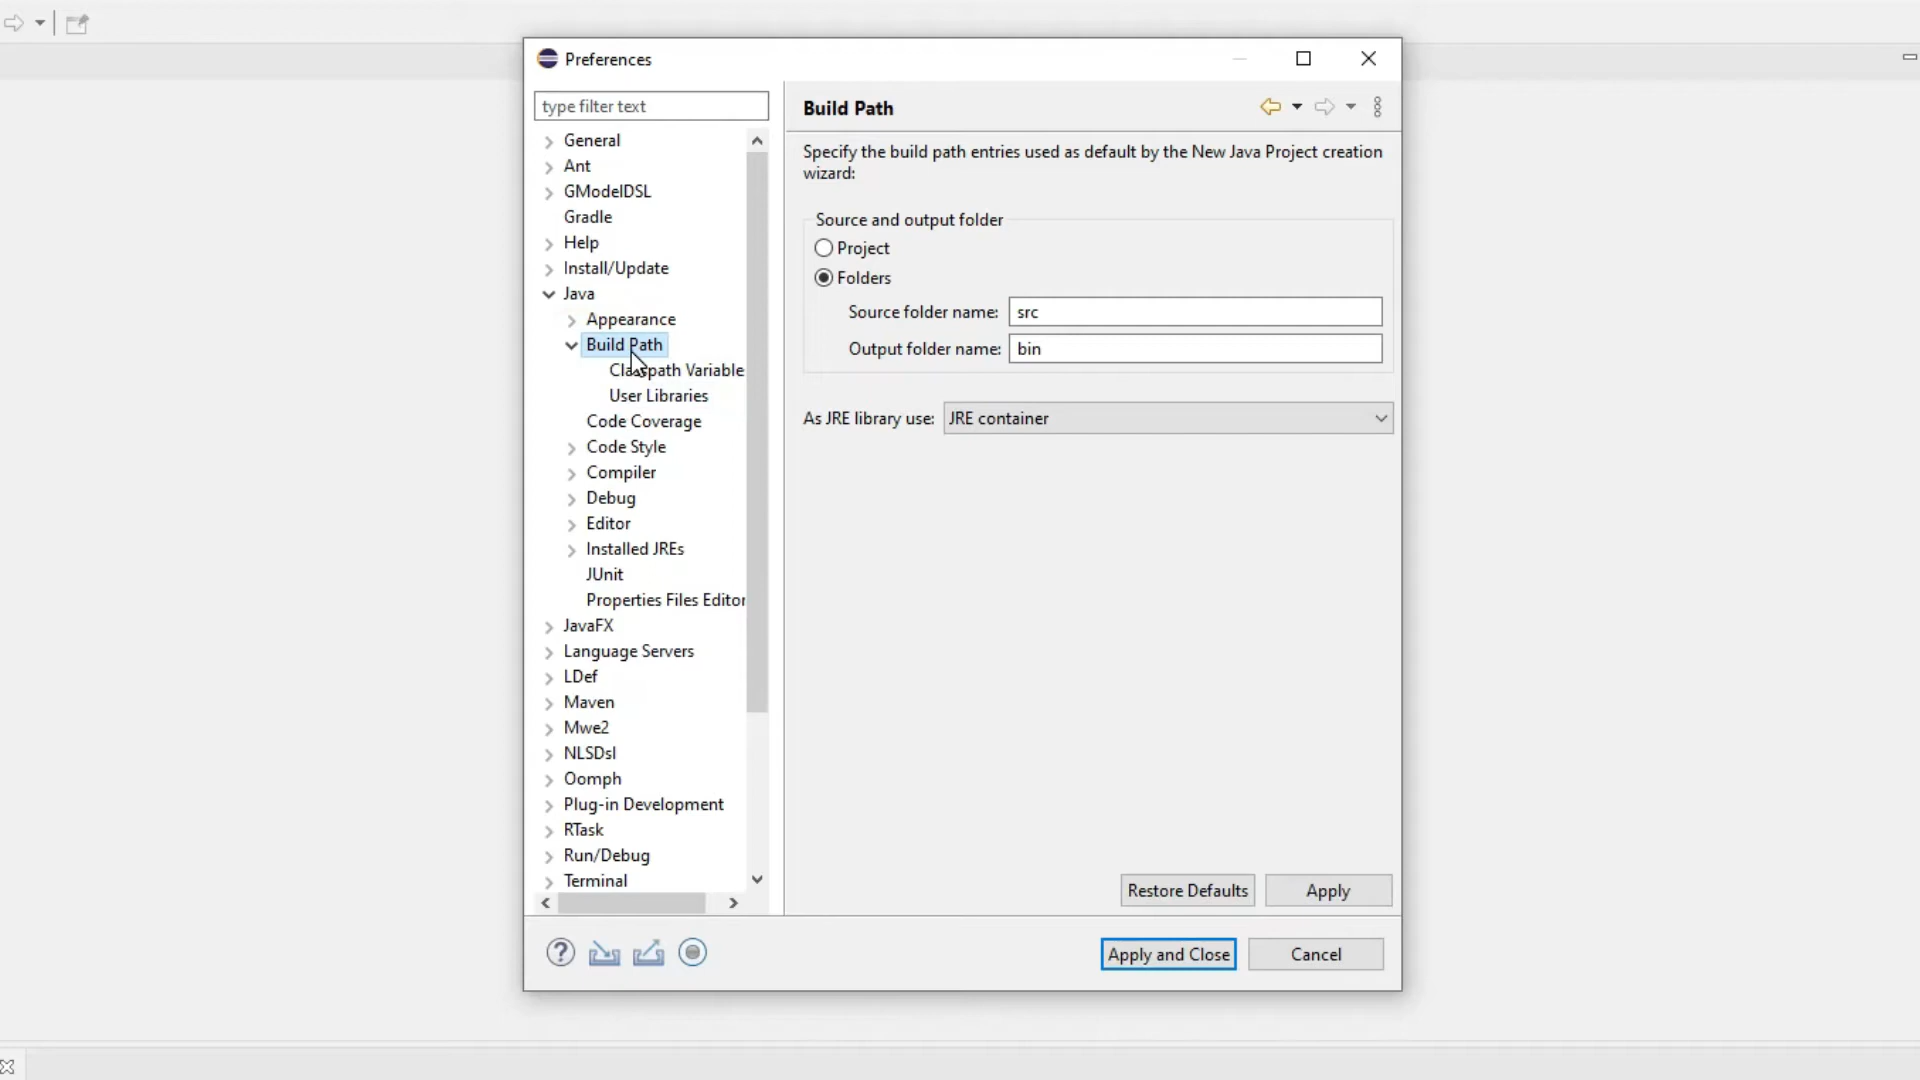 Preferences
type filter text
General
Ant
GModelDSL
Gradle
Help
Install/Update
Java
Appearance
Build Path
Classpath Variable
User Libraries
Code Coverage
Code Style
Compiler
Debug
Editor
Installed JREs
JUnit
Properties Files Editor
JavaFX
Language Servers
LDef
Maven
Mwe2
NLSDsl
Oomph
Plug-in Development
RTask
Run/Debug
Terminal
Build Path
Specify the build path entries used as default by the New Java Project creation
wizard:
Source and output folder
Project
Folders
Source folder name: src
Output folder name: bin
As JRE library use: JRE container
Restore Defaults Apply
Apply and Close Cancel